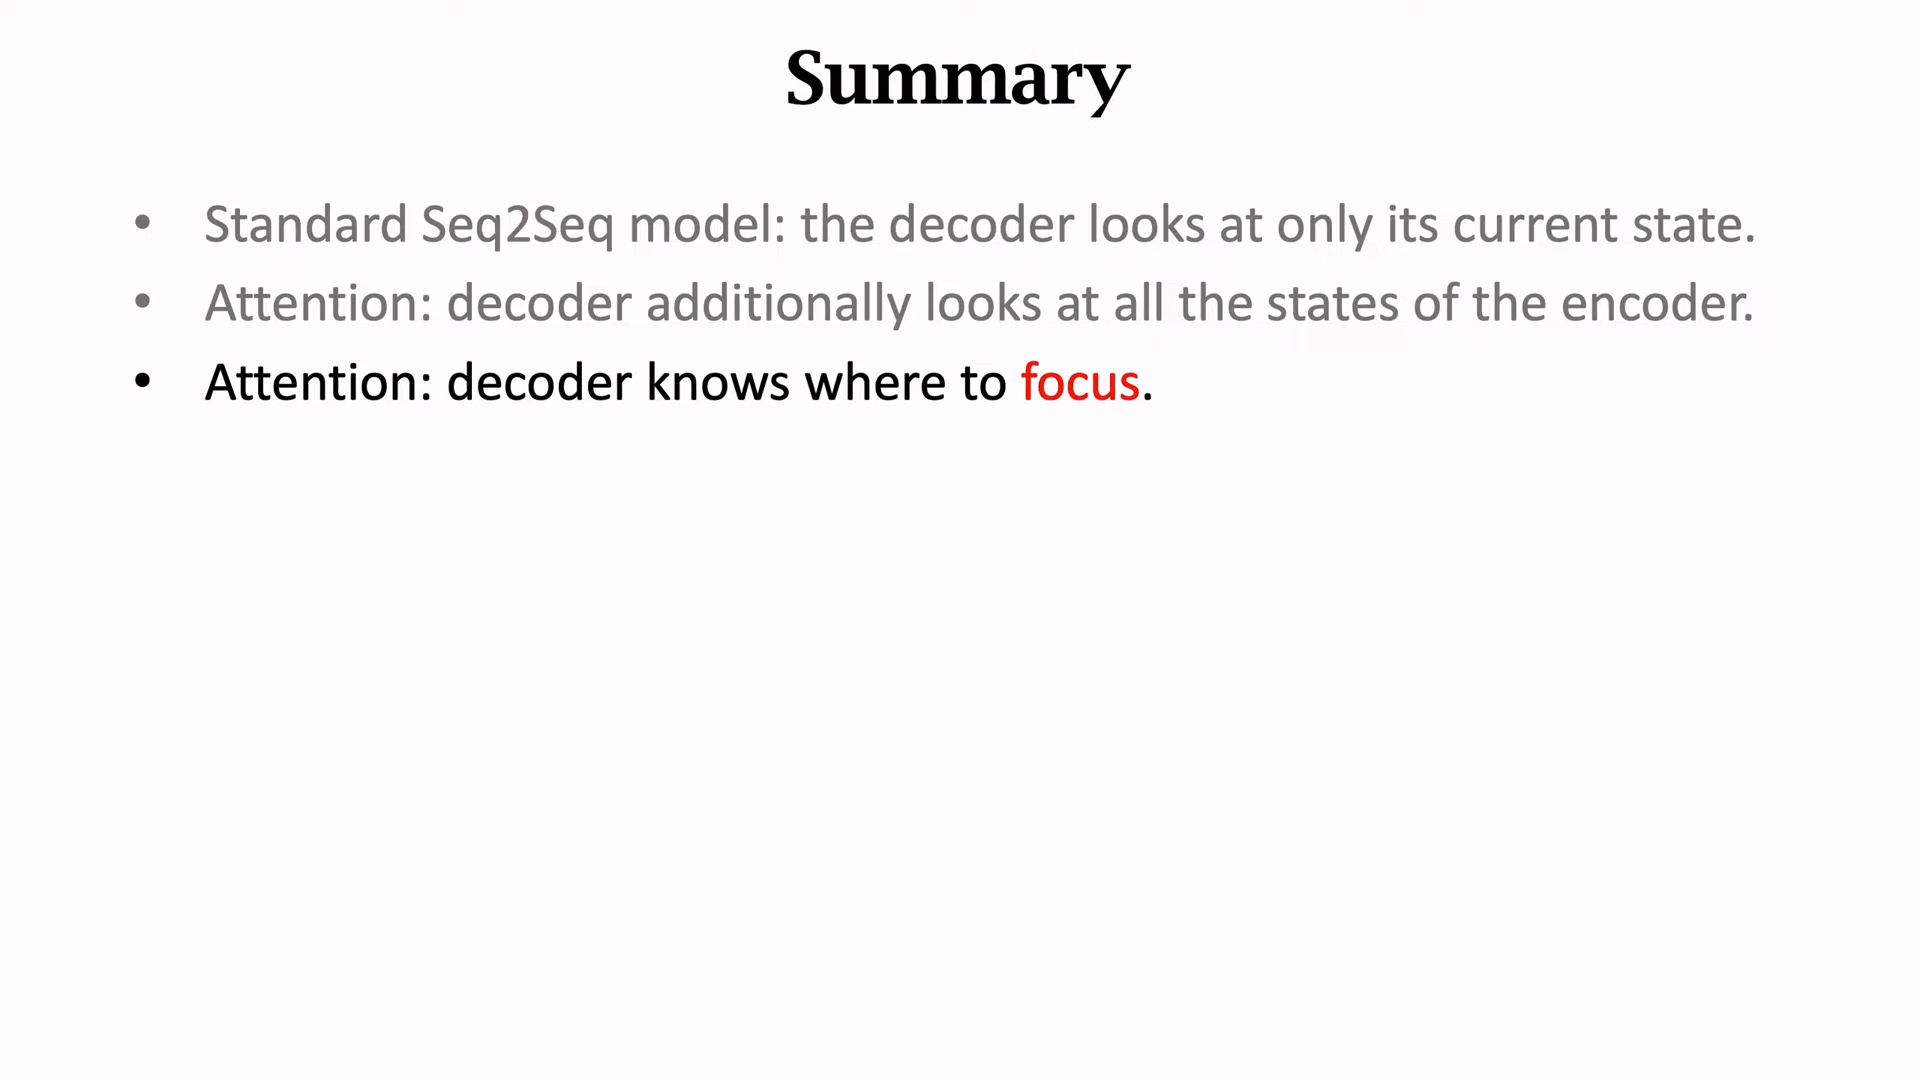 Summary
• Standard Seq2Seq model: the decoder looks at only its current state.
• Attention: decoder additionally looks at all the states of the encoder.
• Attention: decoder knows where to focus.